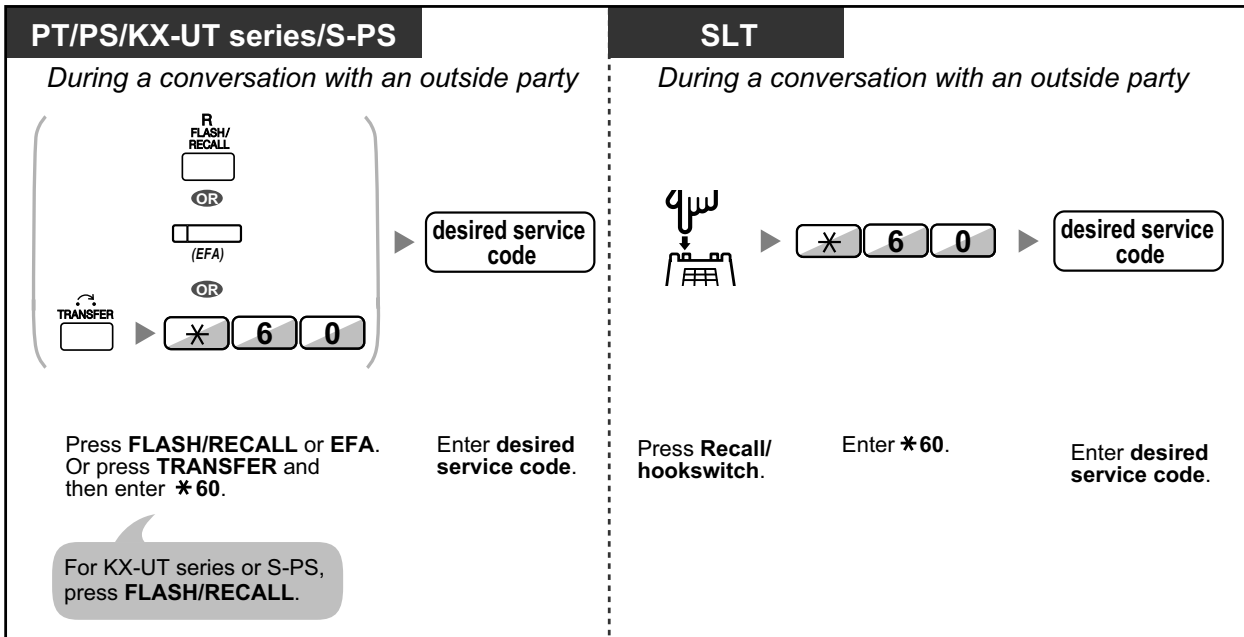 PT/PS/KX-UT series/S-PS
During a conversation with an outside party
R
FLASH/
RECALL
OR
(EFA)
OR
TRANSFER
* 6 0
desired service
code
Press FLASH/RECALL or EFA.
Or press TRANSFER and
then enter *60.
Enter desired
service code.
For KX-UT series or S-PS,
press FLASH/RECALL.
SLT
During a conversation with an outside party
* 6 0
desired service
code
Press Recall/
hookswitch.
Enter *60.
Enter desired
service code.